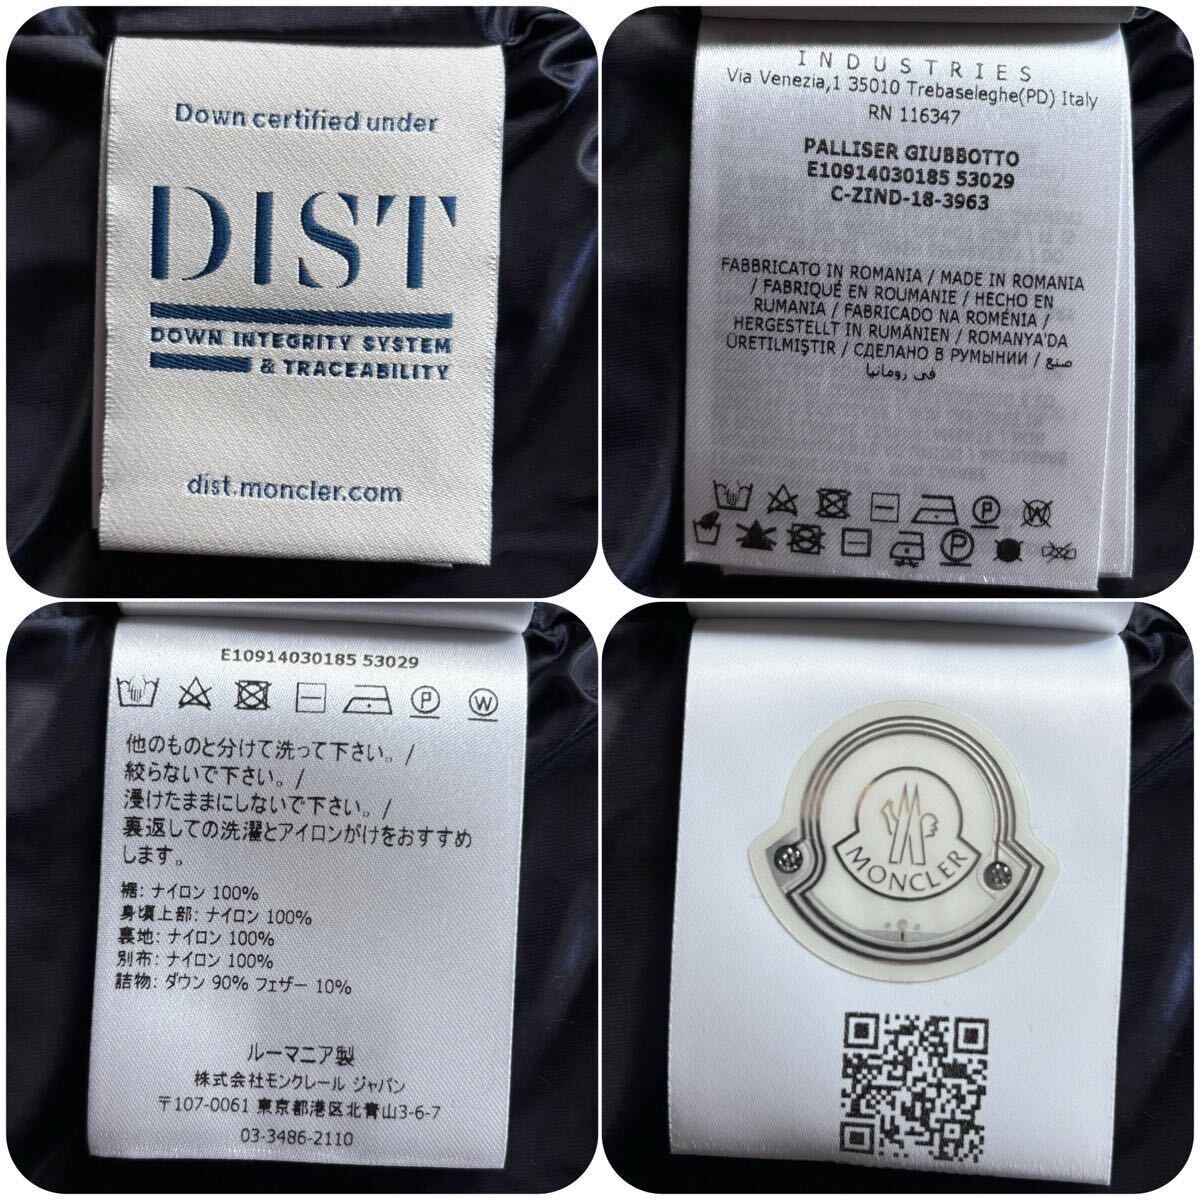 Down certified under
DIST
DOWN INTEGRITY SYSTEM
& TRACEABILITY
dist.moncler.com
INDUSTRIES
Via Venezia,1 35010 Trebaseleghe(PD) Italy
RN 116347
PALLISER GIUBBOTTO
E10914030185 53029
C-ZIND-18-3963
FABBRICATO IN ROMANIA / MADE IN ROMANIA
/ FABRIQUÉ EN ROUMANIE / HECHO EN
RUMANIA / FABRICADO NA ROMÉNIA /
HERGESTELLT IN RUMÄNIEN / ROMANYA'DA
ÜRETILMIŞTIR / СДЕЛАНО В РУМЫНИИ / صنع
في رومانيا
P W
P
E10914030185 53029
P W
他のものと分けて洗って下さい。/
絞らないで下さい。/
浸けたままにしないで下さい。/
裏返しての洗濯とアイロンがけをおすすめ
します。
裾: ナイロン 100%
身頃上部: ナイロン 100%
裏地: ナイロン 100%
別布: ナイロン 100%
詰物: ダウン 90% フェザー 10%
ルーマニア製
株式会社モンクレール ジャパン
〒107-0061 東京都港区北青山3-6-7
03-3486-2110
MONCLER